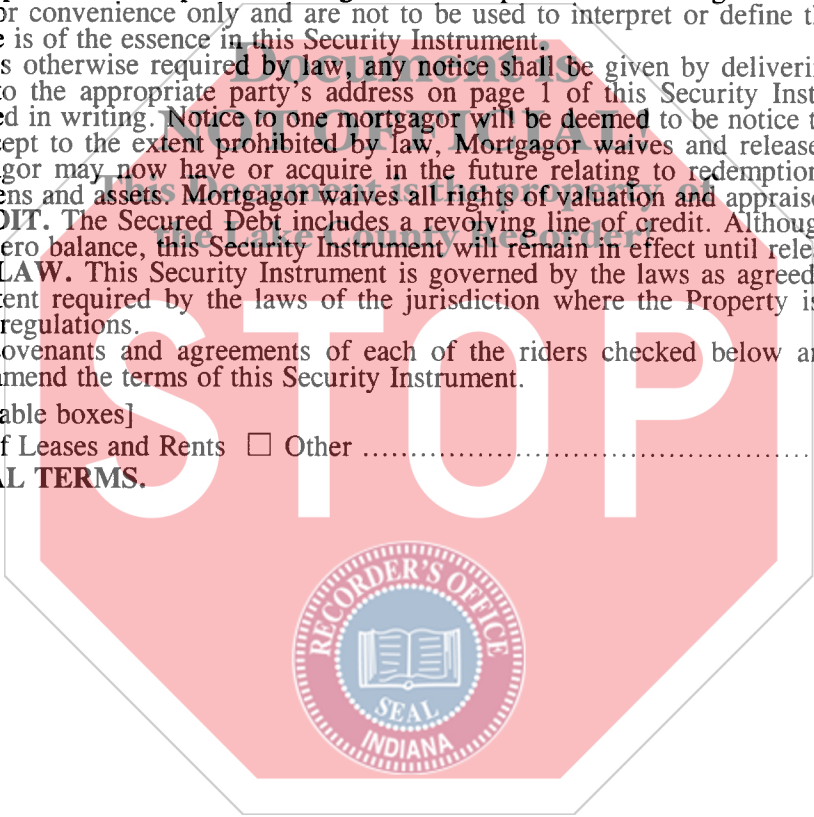 or convenience only and are not to be used to interpret or define th
e is of the essence in this Security Instrument.
s otherwise required by law, any notice shall be given by deliveri
to the appropriate party's address on page 1 of this Security Inst
ed in writing. Notice to one mortgagor will be deemed to be notice t
cept to the extent prohibited by law, Mortgagor waives and release
gor may now have or acquire in the future relating to redemption
ens and assets. Mortgagor waives all rights of valuation and appraise
DIT. The Secured Debt includes a revolving line of credit. Althoug
ero balance, this Security Instrument will remain in effect until rele
LAW. This Security Instrument is governed by the laws as agreed
tent required by the laws of the jurisdiction where the Property is
regulations.
ovenants and agreements of each of the riders checked below ar
amend the terms of this Security Instrument.
able boxes]
f Leases and Rents ☐ Other ....................................................
AL TERMS.
Document is
NOT OFFICIAL!
This Document is the property of
the Lake County Recorder!
STOP
RECORDER'S OFFICE
SEAL
INDIANA